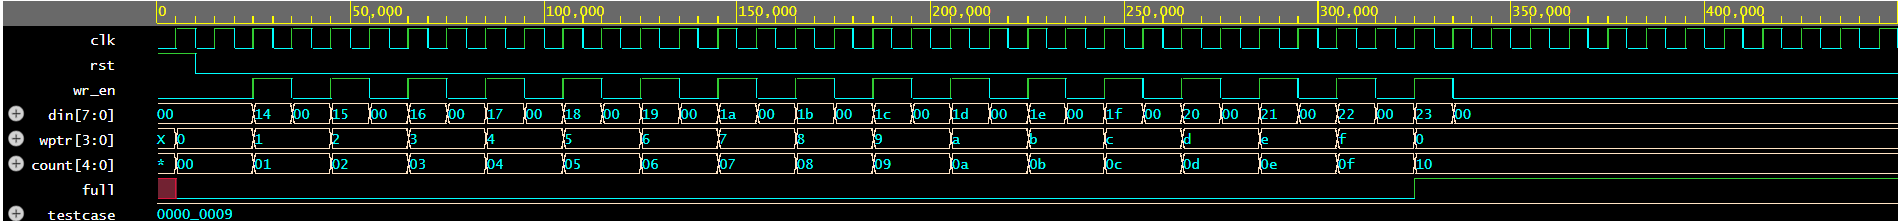 0 50,000 100,000 150,000 200,000 250,000 300,000 350,000 400,000
clk
rst
wr_en
din[7:0] 00 14 00 15 00 16 00 17 00 18 00 19 00 1a 00 1b 00 1c 00 1d 00 1e 00 1f 00 20 00 21 00 22 00 23 00
wptr[3:0] X 0 1 2 3 4 5 6 7 8 9 a b c d e f 0
count[4:0] * 00 01 02 03 04 05 06 07 08 09 0a 0b 0c 0d 0e 0f 10
full
testcase 0000_0009